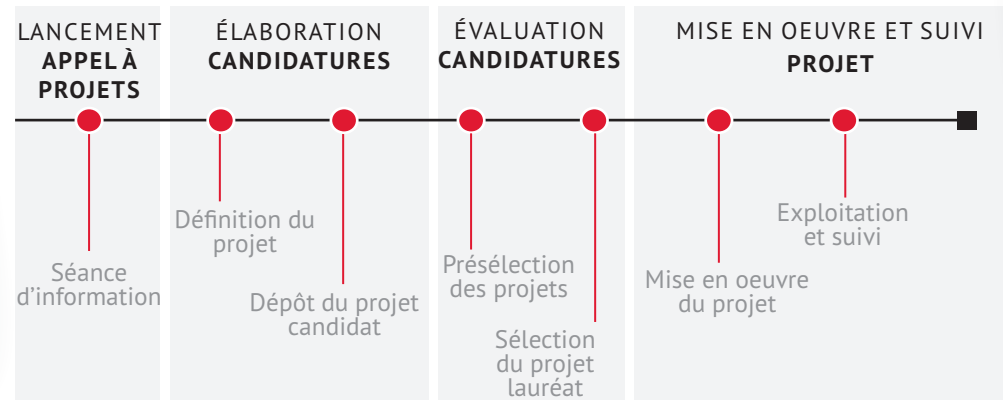 LANCEMENT
APPEL À
PROJETS
ÉLABORATION
CANDIDATURES
ÉVALUATION
CANDIDATURES
MISE EN OEUVRE ET SUIVI
PROJET
Séance
d’information
Définition du
projet
Dépôt du projet
candidat
Présélection
des projets
Sélection
du projet
lauréat
Mise en oeuvre
du projet
Exploitation
et suivi